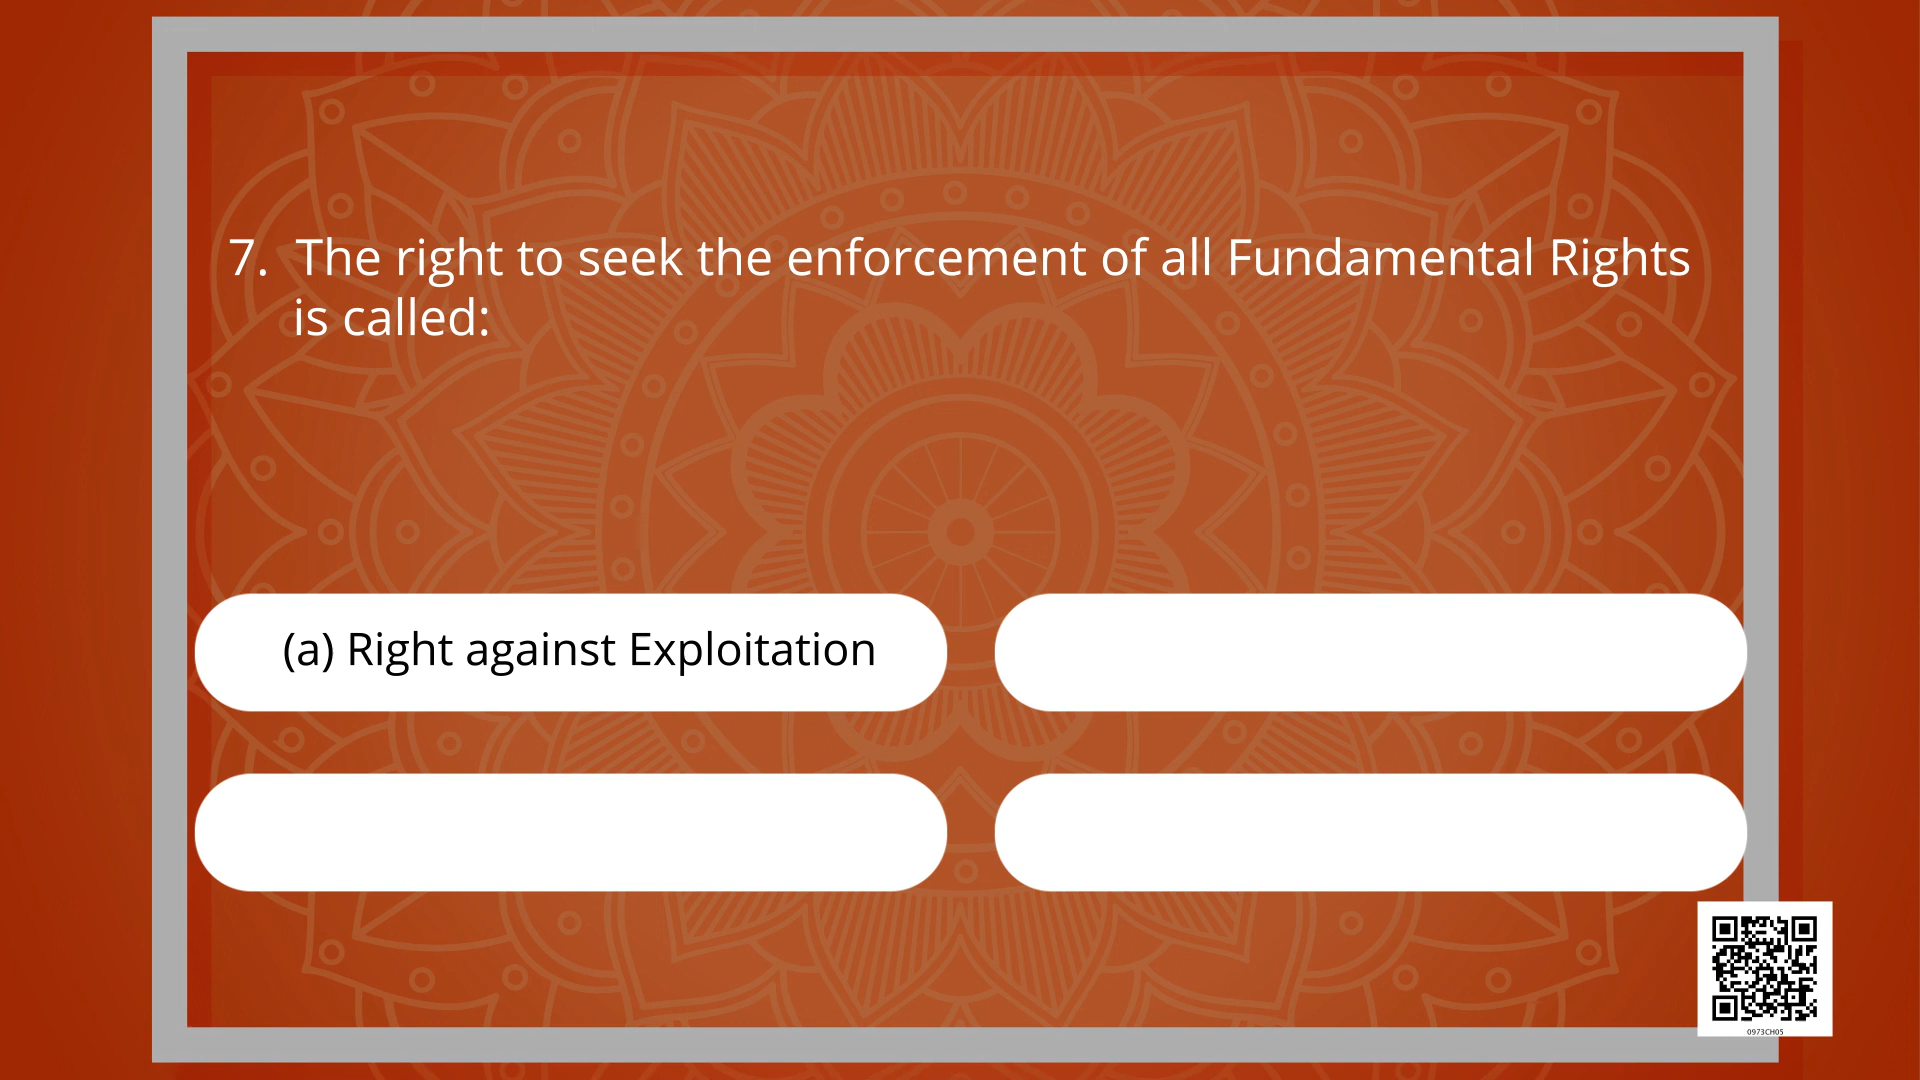 7. The right to seek the enforcement of all Fundamental Rights
is called:
(a) Right against Exploitation
0973CH05